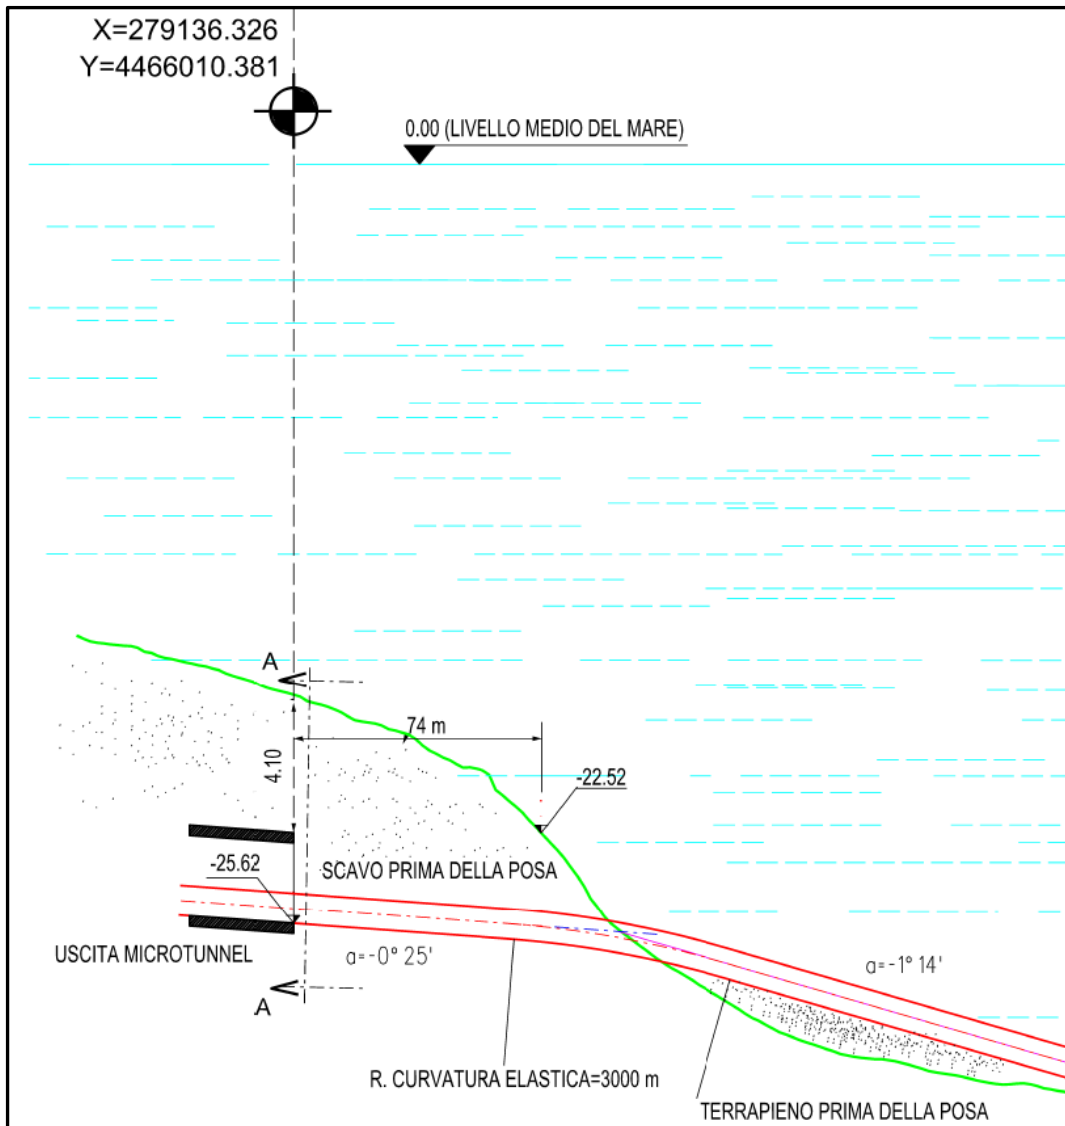 X=279136.326
Y=4466010.381
0.00 (LIVELLO MEDIO DEL MARE)
A
74 m
4.10
-22.52
-25.62
SCAVO PRIMA DELLA POSA
USCITA MICROTUNNEL
a=-0° 25'
a=-1° 14'
A
R. CURVATURA ELASTICA=3000 m
TERRAPIENO PRIMA DELLA POSA